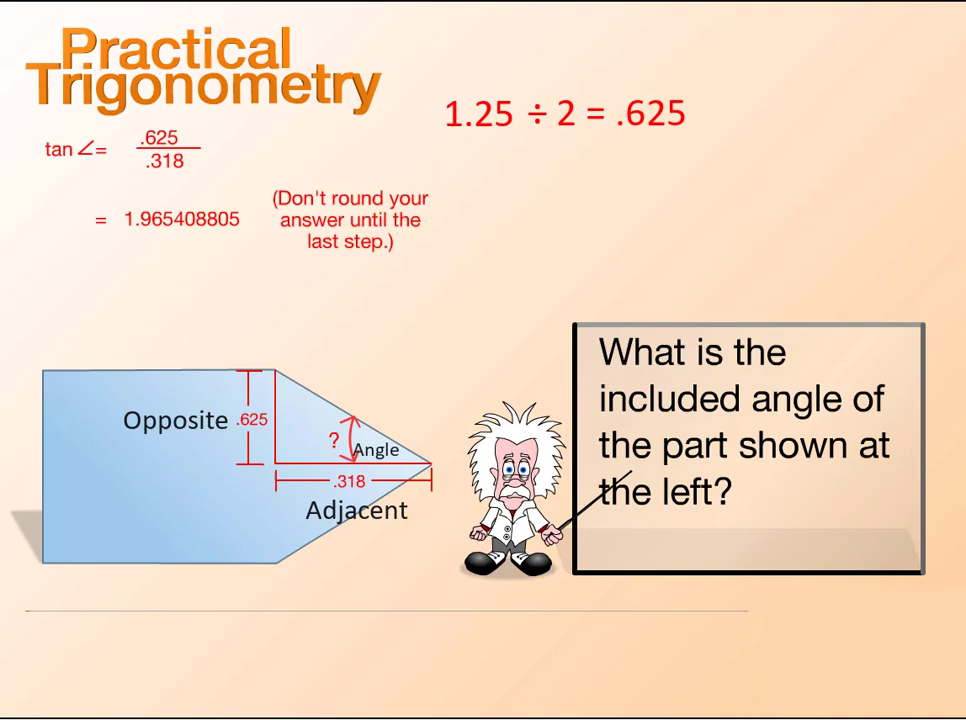 Practical
Trigonometry
1.25 ÷ 2 = .625
tan ∠ = .625
.318
= 1.965408805
(Don't round your
answer until the
last step.)
What is the
included angle of
the part shown at
the left?
Opposite
.625
?
Angle
.318
Adjacent